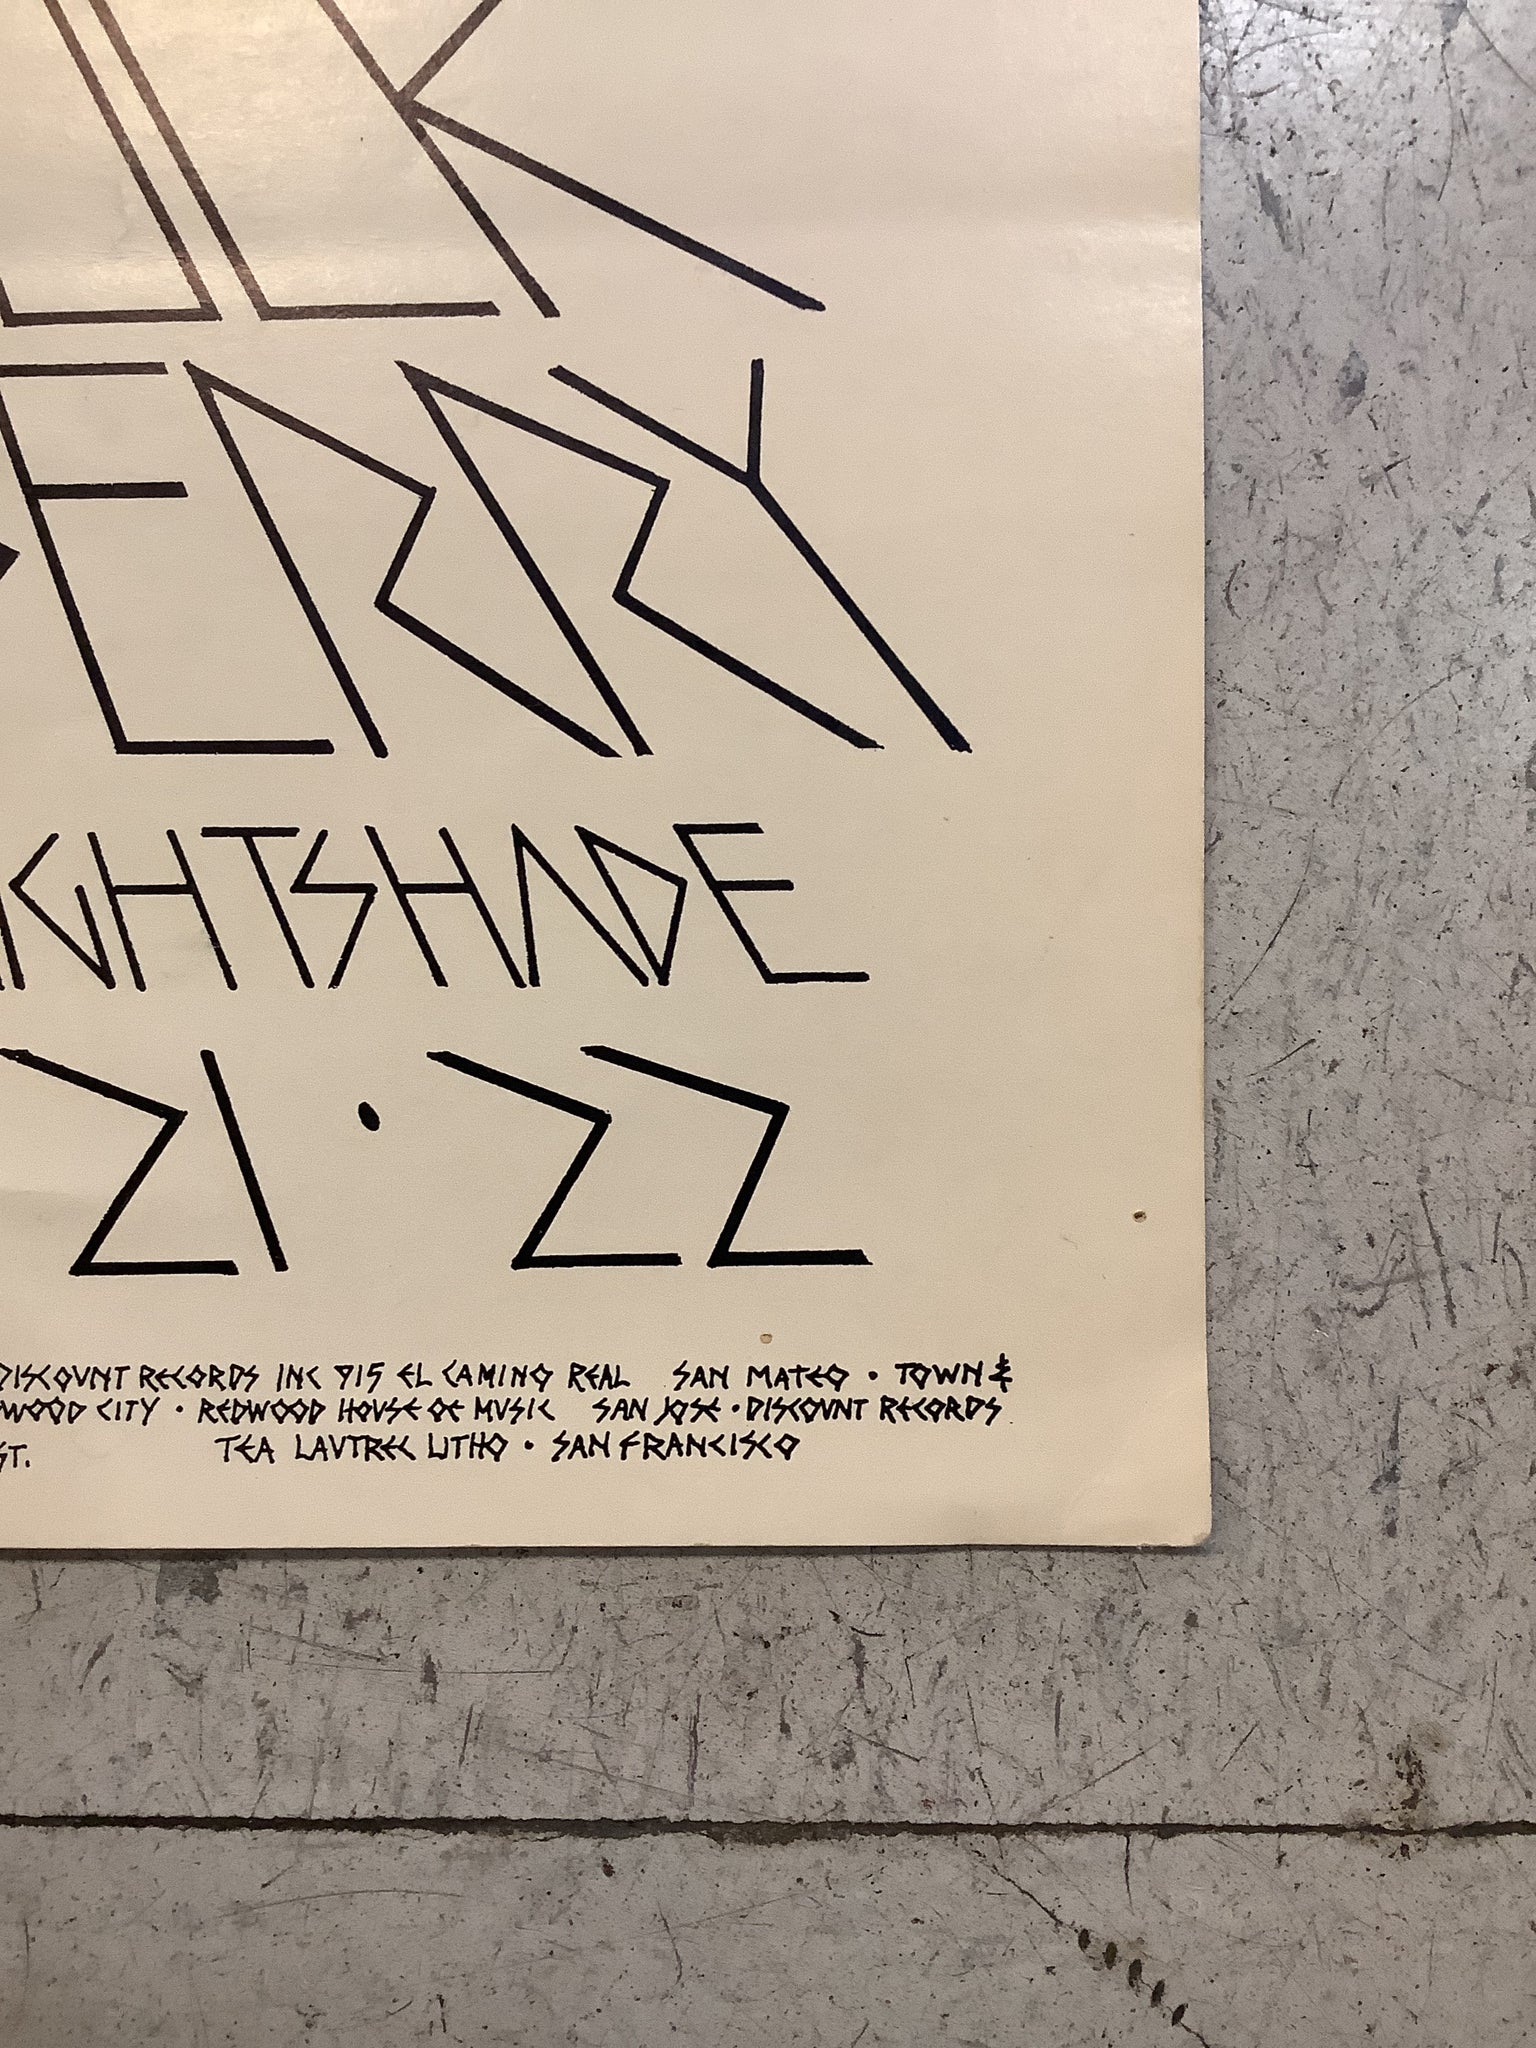 UCK
ERRY
IGHTSHADE
21 · 22
DISCOUNT RECORDS INC 915 EL CAMINO REAL SAN MATEO · TOWN &
WOOD CITY · REDWOOD HOUSE OF MUSIC SAN JOSE · DISCOUNT RECORDS
ST. TEA LAUTREC LITHO · SAN FRANCISCO